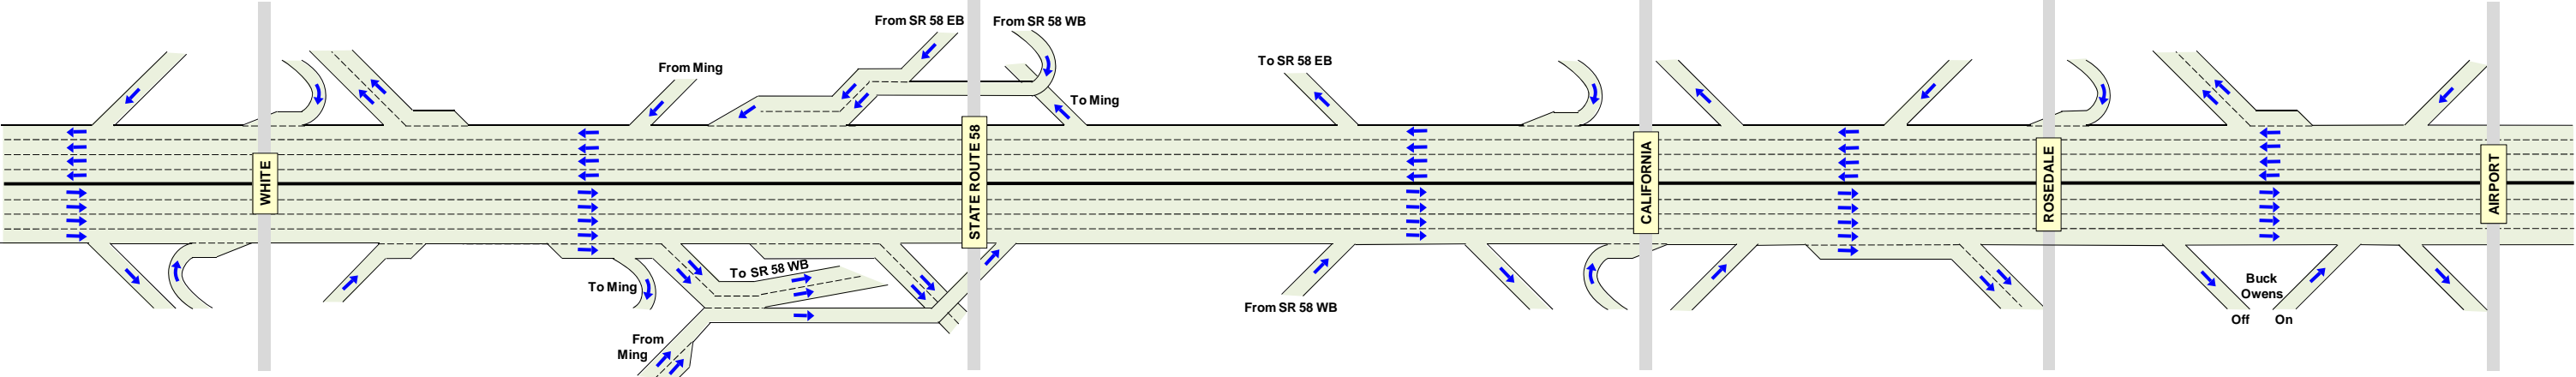 From SR 58 EB
From SR 58 WB
From Ming
To SR 58 EB
To Ming
WHITE
STATE ROUTE 58
CALIFORNIA
ROSEDALE
AIRPORT
To SR 58 WB
To Ming
From SR 58 WB
Buck
Owens
Off
On
From
Ming